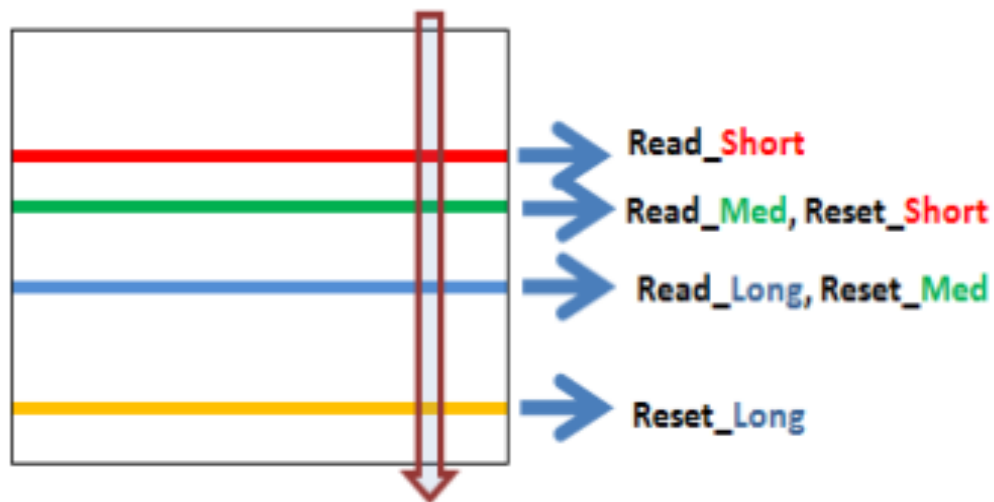 Read_Short
Read_Med, Reset_Short
Read_Long, Reset_Med
Reset_Long